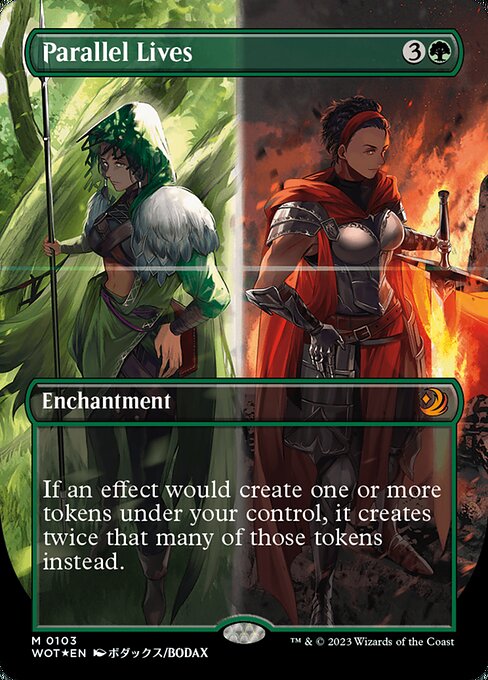 Parallel Lives 3
Enchantment
If an effect would create one or more
tokens under your control, it creates
twice that many of those tokens
instead.
M 0103
WOT★EN ボダックス/BODAX
™ & © 2023 Wizards of the Coast